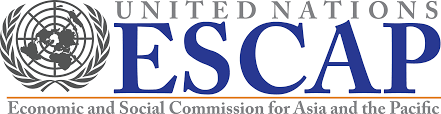 UNITED NATIONS
ESCAP
Economic and Social Commission for Asia and the Pacific